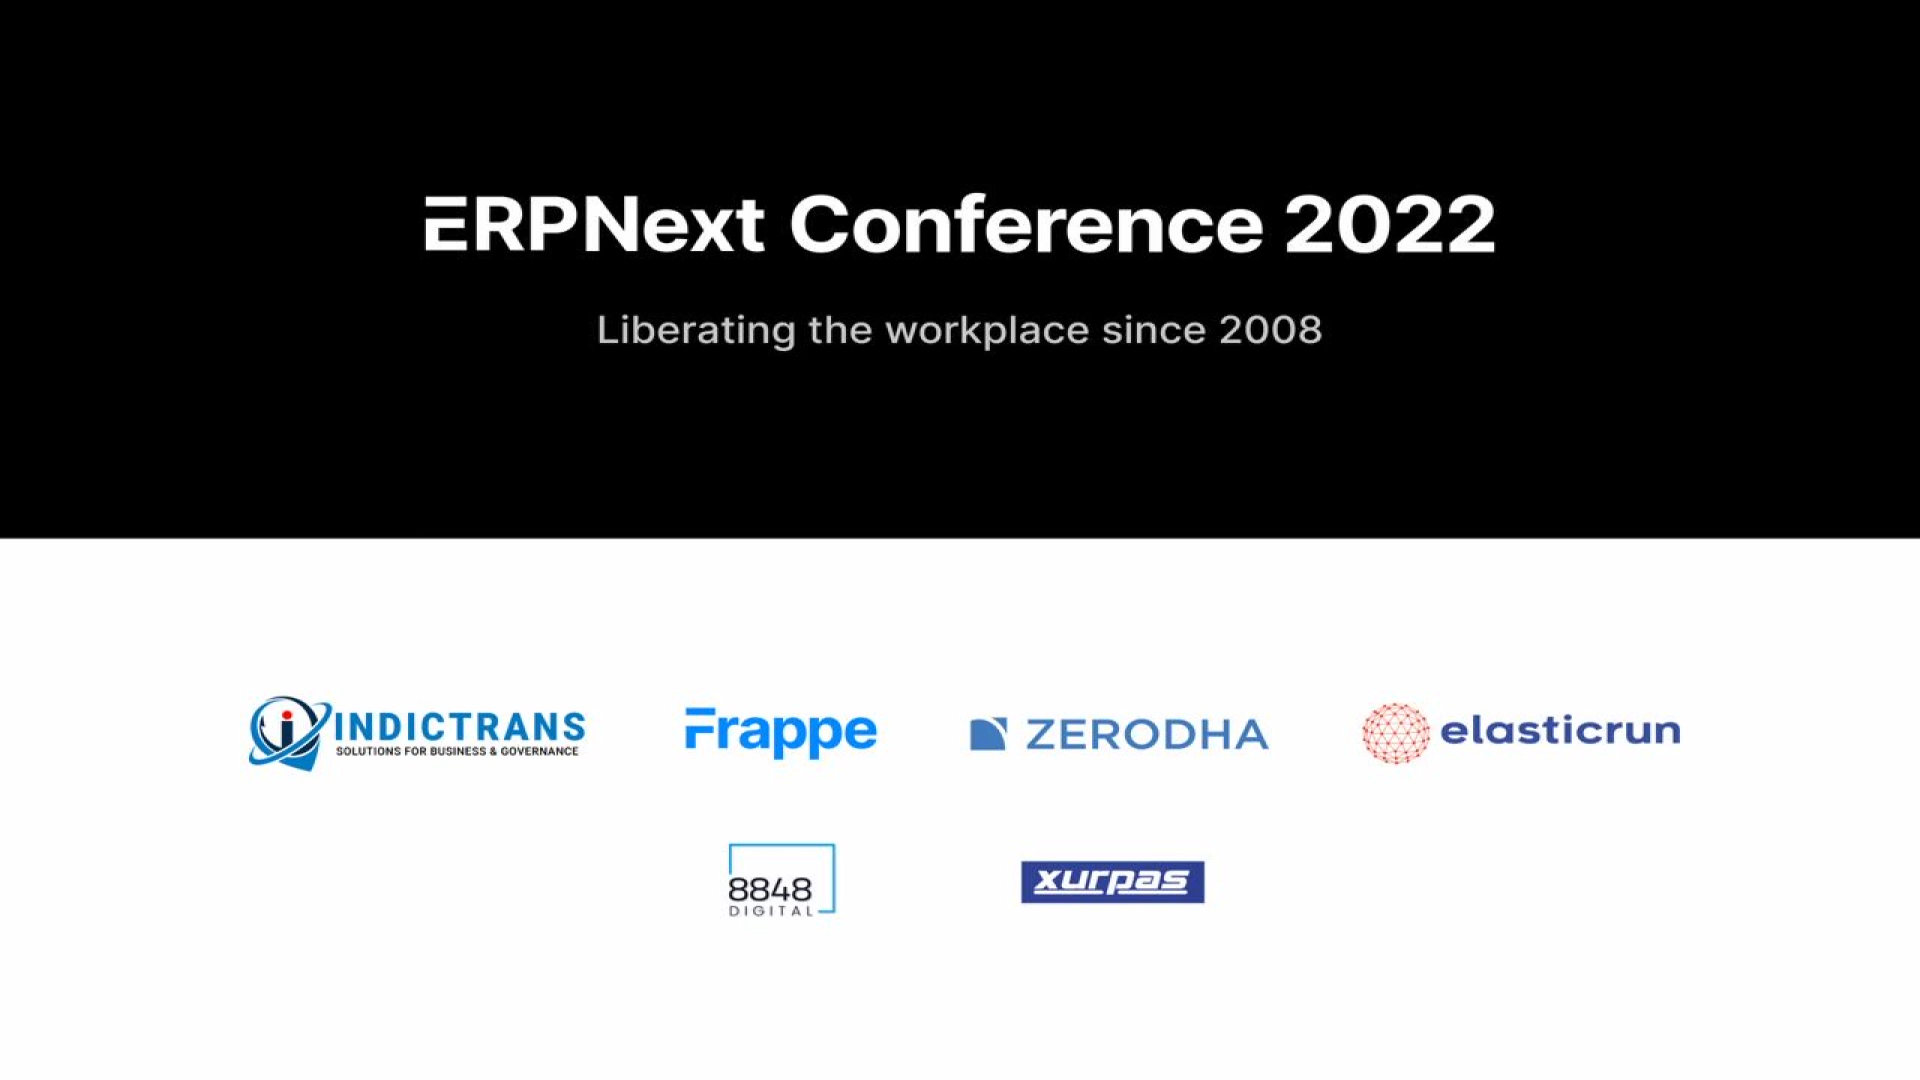 ERPNext Conference 2022
Liberating the workplace since 2008
INDICTRANS
SOLUTIONS FOR BUSINESS & GOVERNANCE
Frappe
ZERODHA
elasticrun
8848
DIGITAL
xurpas